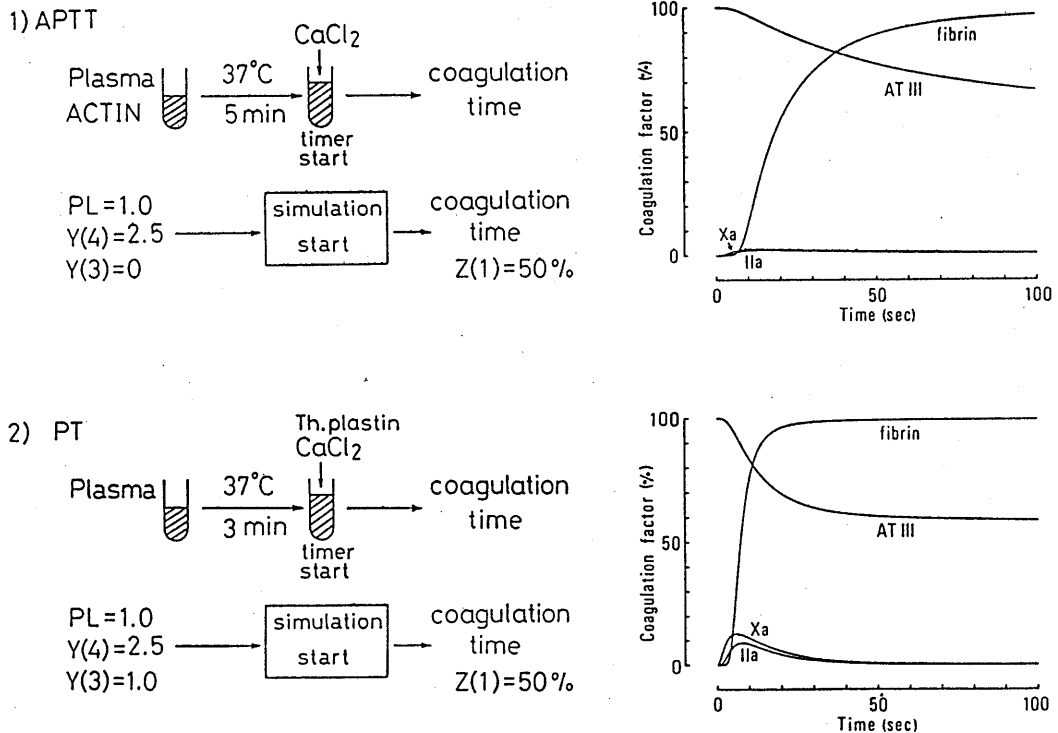 1) APTT
CaCl2
Plasma
ACTIN
37°C
5 min
timer
start
coagulation
time
PL=1.0
Y(4)=2.5
Y(3)=0
simulation
start
coagulation
time
Z(1)=50%
Coagulation factor (%)
100
50
0
fibrin
AT III
Xa
IIa
0
50
100
Time (sec)
2) PT
Th.plastin
CaCl2
Plasma
37°C
3 min
timer
start
coagulation
time
PL=1.0
Y(4)=2.5
Y(3)=1.0
simulation
start
coagulation
time
Z(1)=50%
Coagulation factor (%)
100
50
0
fibrin
AT III
Xa
IIa
0
50
100
Time (sec)